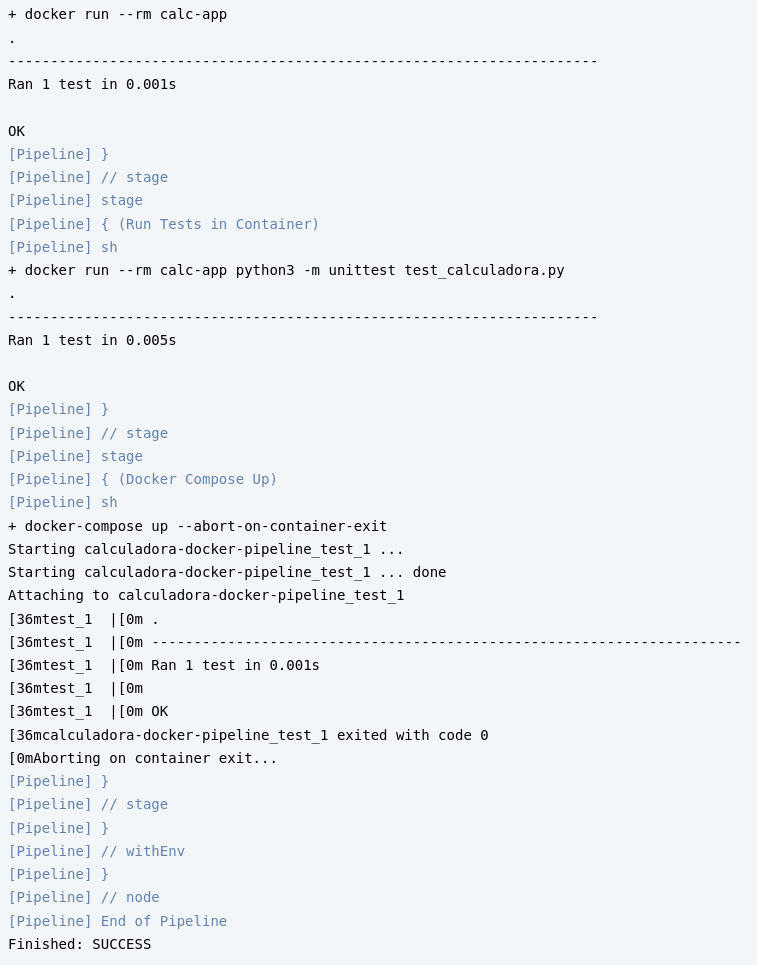 + docker run --rm calc-app
.
----------------------------------------------------------------------
Ran 1 test in 0.001s

OK
[Pipeline] }
[Pipeline] // stage
[Pipeline] stage
[Pipeline] { (Run Tests in Container)
[Pipeline] sh
+ docker run --rm calc-app python3 -m unittest test_calculadora.py
.
----------------------------------------------------------------------
Ran 1 test in 0.005s

OK
[Pipeline] }
[Pipeline] // stage
[Pipeline] stage
[Pipeline] { (Docker Compose Up)
[Pipeline] sh
+ docker-compose up --abort-on-container-exit
Starting calculadora-docker-pipeline_test_1 ...
Starting calculadora-docker-pipeline_test_1 ... done
Attaching to calculadora-docker-pipeline_test_1
[36mtest_1  |[0m .
[36mtest_1  |[0m ----------------------------------------------------------------------
[36mtest_1  |[0m Ran 1 test in 0.001s
[36mtest_1  |[0m
[36mtest_1  |[0m OK
[36mcalculadora-docker-pipeline_test_1 exited with code 0
[0mAborting on container exit...
[Pipeline] }
[Pipeline] // stage
[Pipeline] }
[Pipeline] // withEnv
[Pipeline] }
[Pipeline] // node
[Pipeline] End of Pipeline
Finished: SUCCESS